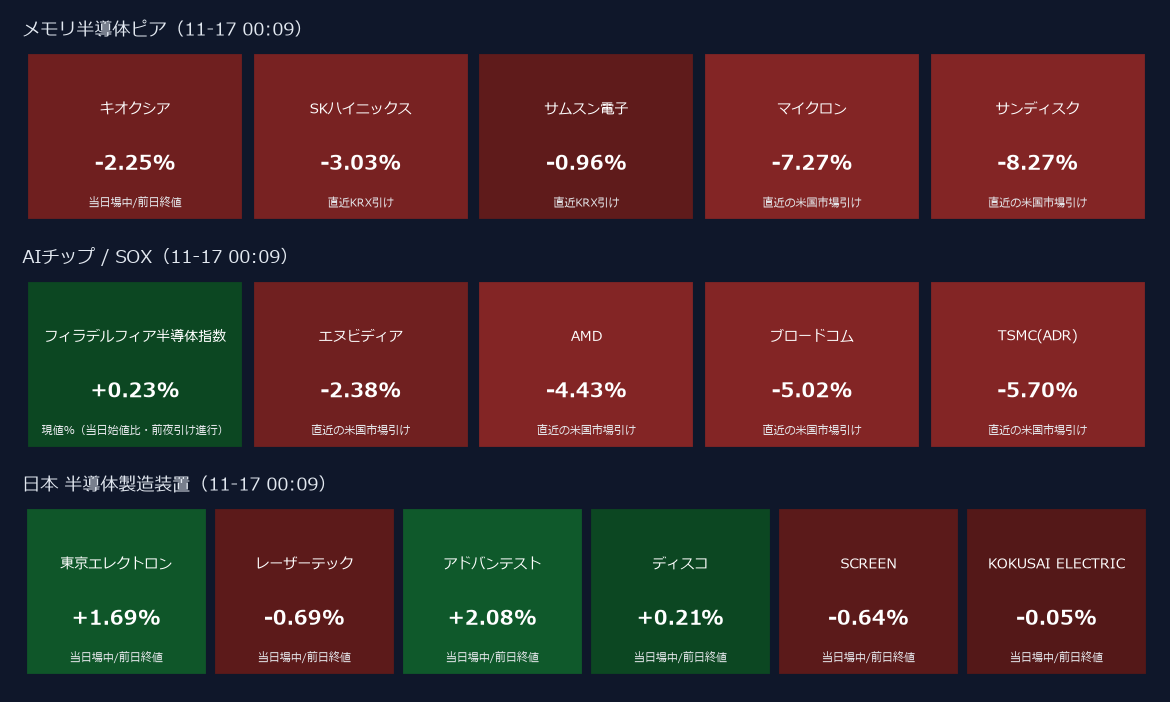 メモリ半導体ピア（11-17 00:09）
キオクシア
-2.25%
当日場中/前日終値
SKハイニックス
-3.03%
直近KRX引け
サムスン電子
-0.96%
直近KRX引け
マイクロン
-7.27%
直近の米国市場引け
サンディスク
-8.27%
直近の米国市場引け
AIチップ / SOX（11-17 00:09）
フィラデルフィア半導体指数
+0.23%
現値%（当日始値比・前夜引け進行）
エヌビディア
-2.38%
直近の米国市場引け
AMD
-4.43%
直近の米国市場引け
ブロードコム
-5.02%
直近の米国市場引け
TSMC(ADR)
-5.70%
直近の米国市場引け
日本 半導体製造装置（11-17 00:09）
東京エレクトロン
+1.69%
当日場中/前日終値
レーザーテック
-0.69%
当日場中/前日終値
アドバンテスト
+2.08%
当日場中/前日終値
ディスコ
+0.21%
当日場中/前日終値
SCREEN
-0.64%
当日場中/前日終値
KOKUSAI ELECTRIC
-0.05%
当日場中/前日終値